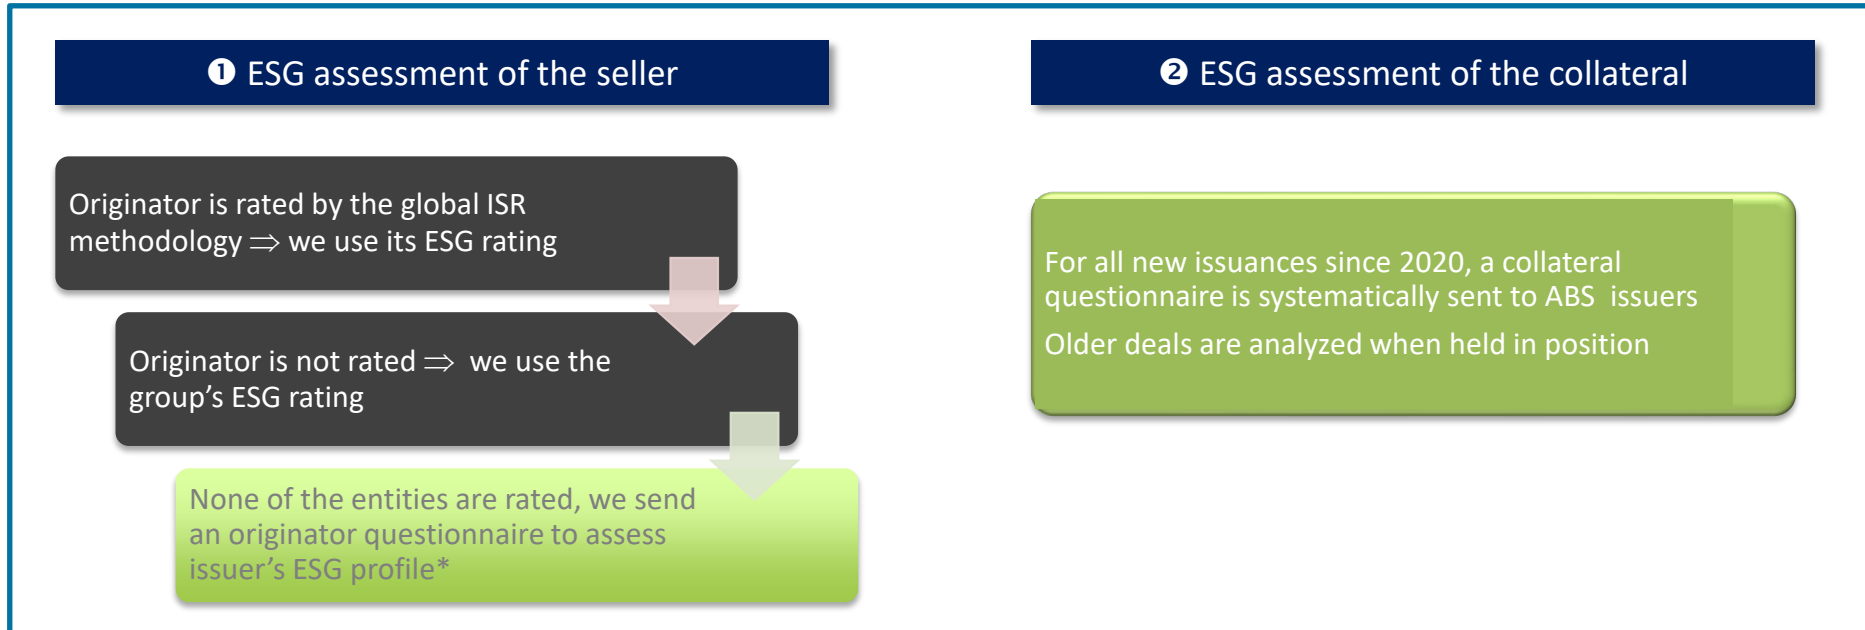 ❶ ESG assessment of the seller
Originator is rated by the global ISR
methodology ⇒ we use its ESG rating
Originator is not rated ⇒ we use the
group’s ESG rating
None of the entities are rated, we send
an originator questionnaire to assess
issuer’s ESG profile*
❷ ESG assessment of the collateral
For all new issuances since 2020, a collateral
questionnaire is systematically sent to ABS issuers
Older deals are analyzed when held in position